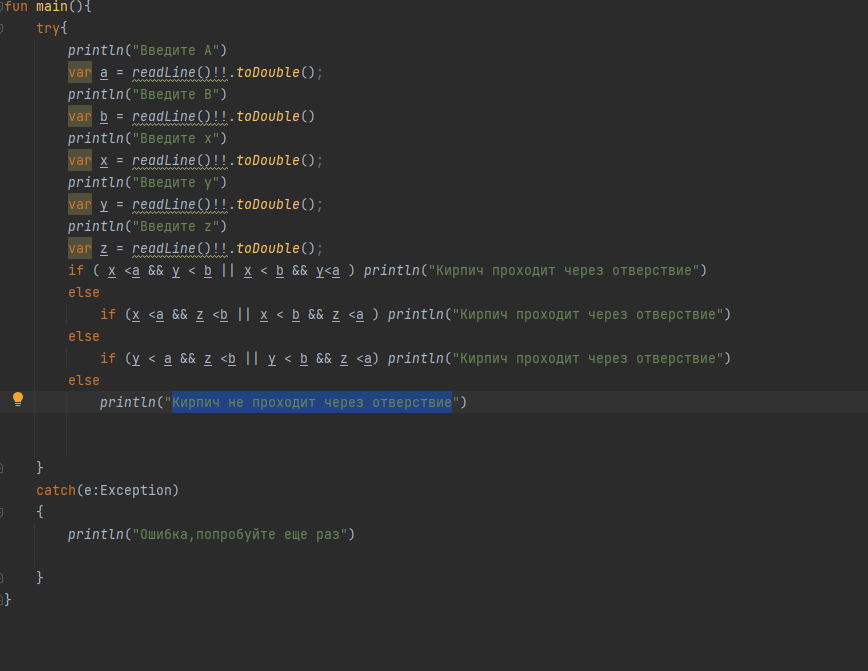 fun main(){
try{
println("Введите A")
var a = readLine()!!.toDouble();
println("Введите B")
var b = readLine()!!.toDouble()
println("Введите x")
var x = readLine()!!.toDouble();
println("Введите y")
var y = readLine()!!.toDouble();
println("Введите z")
var z = readLine()!!.toDouble();
if ( x <a && y < b || x < b && y<a ) println("Кирпич проходит через отверствие")
else
if (x <a && z <b || x < b && z <a ) println("Кирпич проходит через отверствие")
else
if (y < a && z <b || y < b && z <a) println("Кирпич проходит через отверствие")
else
println("Кирпич не проходит через отверствие")
}
catch(e:Exception)
{
println("Ошибка,попробуйте еще раз")
}
}